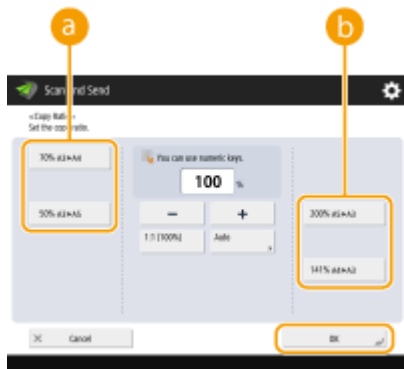 a
b
Scan and Send
<Copy Ratio>
Set the copy ratio.
70% A3►A4
You can use numeric keys.
100 %
50% A3►A5
−
+
200% A5►A3
1:1 (100%)
Auto
141% A4►A3
Cancel
OK